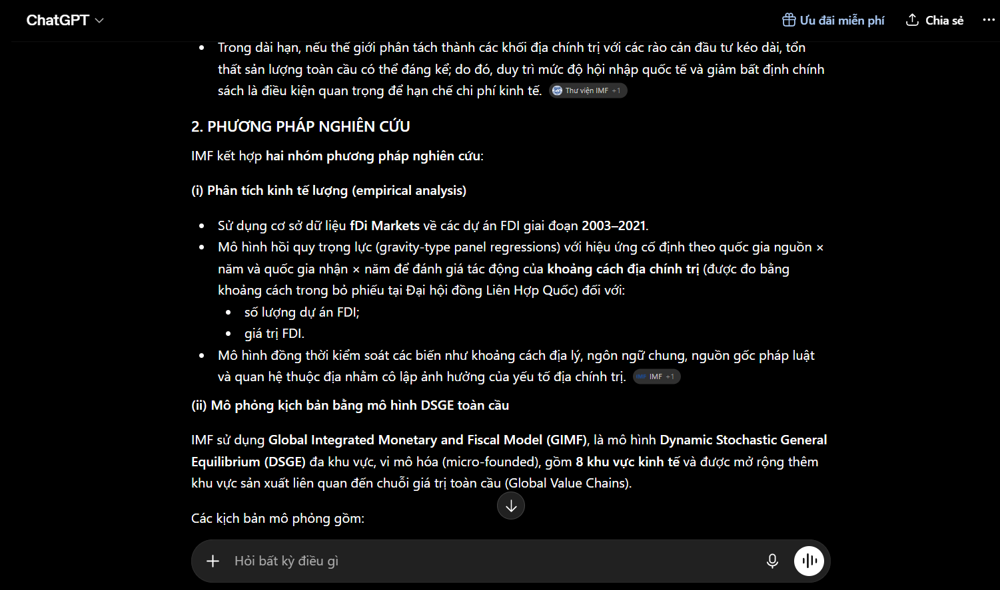 ChatGPT
Ưu đãi miễn phí
Chia sẻ
Trong dài hạn, nếu thế giới phân tách thành các khối địa chính trị với các rào cản đầu tư kéo dài, tổn
thất sản lượng toàn cầu có thể đáng kể; do đó, duy trì mức độ hội nhập quốc tế và giảm bất định chính
sách là điều kiện quan trọng để hạn chế chi phí kinh tế. Thư viện IMF +1
2. PHƯƠNG PHÁP NGHIÊN CỨU
IMF kết hợp hai nhóm phương pháp nghiên cứu:
(i) Phân tích kinh tế lượng (empirical analysis)
Sử dụng cơ sở dữ liệu fDi Markets về các dự án FDI giai đoạn 2003–2021.
Mô hình hồi quy trọng lực (gravity-type panel regressions) với hiệu ứng cố định theo quốc gia nguồn ×
năm và quốc gia nhận × năm để đánh giá tác động của khoảng cách địa chính trị (được đo bằng
khoảng cách trong bỏ phiếu tại Đại hội đồng Liên Hợp Quốc) đối với:
số lượng dự án FDI;
giá trị FDI.
Mô hình đồng thời kiểm soát các biến như khoảng cách địa lý, ngôn ngữ chung, nguồn gốc pháp luật
và quan hệ thuộc địa nhằm cô lập ảnh hưởng của yếu tố địa chính trị. IMF IMF +1
(ii) Mô phỏng kịch bản bằng mô hình DSGE toàn cầu
IMF sử dụng Global Integrated Monetary and Fiscal Model (GIMF), là mô hình Dynamic Stochastic General
Equilibrium (DSGE) đa khu vực, vi mô hóa (micro-founded), gồm 8 khu vực kinh tế và được mở rộng thêm
khu vực sản xuất liên quan đến chuỗi giá trị toàn cầu (Global Value Chains).
Các kịch bản mô phỏng gồm:
Hỏi bất kỳ điều gì